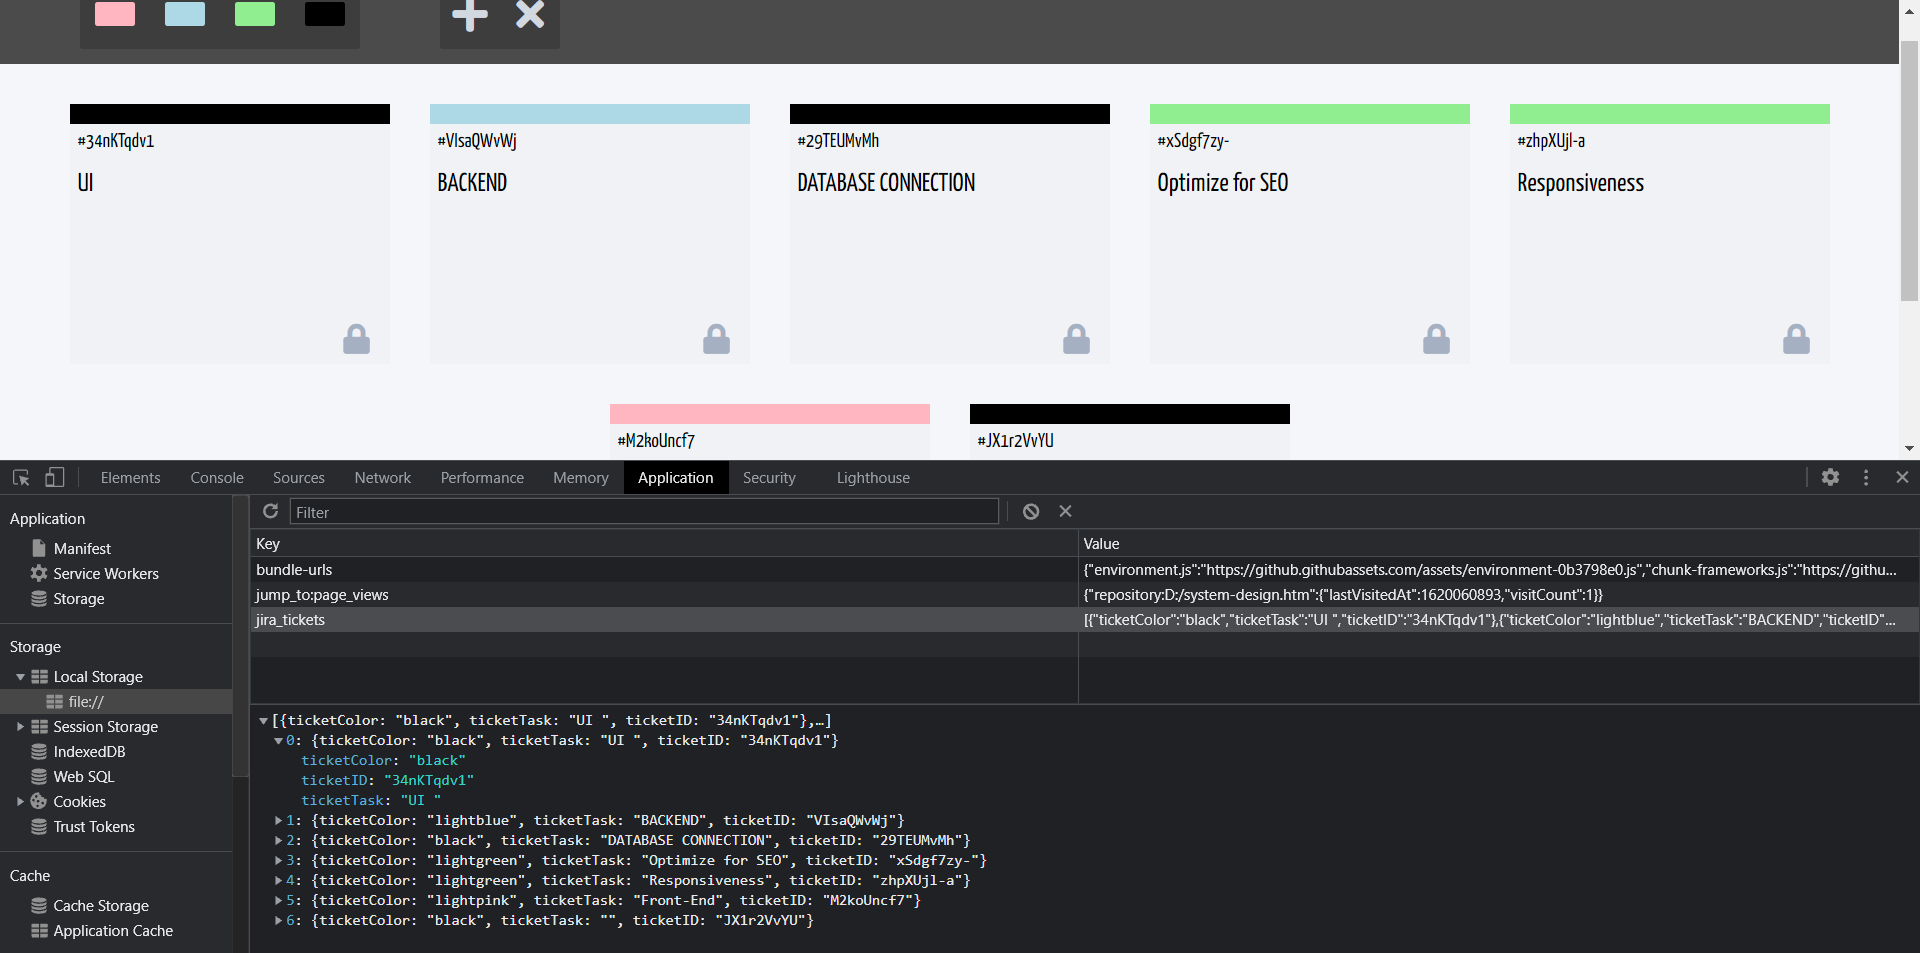 #34nKTqdv1
UI
#VIsaQWvWj
BACKEND
#29TEUMvMh
DATABASE CONNECTION
#xSdgf7zy-
Optimize for SEO
#zhpXUjl-a
Responsiveness
#M2koUncf7
#JX1r2VvYU
Elements Console Sources Network Performance Memory Application Security Lighthouse
Application
Manifest
Service Workers
Storage
Storage
Local Storage
file://
Session Storage
IndexedDB
Web SQL
Cookies
Trust Tokens
Cache
Cache Storage
Application Cache
Filter
Key Value
bundle-urls {"environment.js":"https://github.githubassets.com/assets/environment-0b3798e0.js","chunk-frameworks.js":"https://githu...
jump_to:page_views {"repository:D:/system-design.htm":{"lastVisitedAt":1620060893,"visitCount":1}}
jira_tickets [{"ticketColor":"black","ticketTask":"UI ","ticketID":"34nKTqdv1"},{"ticketColor":"lightblue","ticketTask":"BACKEND","ticketID"...
[{ticketColor: "black", ticketTask: "UI ", ticketID: "34nKTqdv1"},…]
0: {ticketColor: "black", ticketTask: "UI ", ticketID: "34nKTqdv1"}
ticketColor: "black"
ticketID: "34nKTqdv1"
ticketTask: "UI "
1: {ticketColor: "lightblue", ticketTask: "BACKEND", ticketID: "VIsaQWvWj"}
2: {ticketColor: "black", ticketTask: "DATABASE CONNECTION", ticketID: "29TEUMvMh"}
3: {ticketColor: "lightgreen", ticketTask: "Optimize for SEO", ticketID: "xSdgf7zy-"}
4: {ticketColor: "lightgreen", ticketTask: "Responsiveness", ticketID: "zhpXUjl-a"}
5: {ticketColor: "lightpink", ticketTask: "Front-End", ticketID: "M2koUncf7"}
6: {ticketColor: "black", ticketTask: "", ticketID: "JX1r2VvYU"}